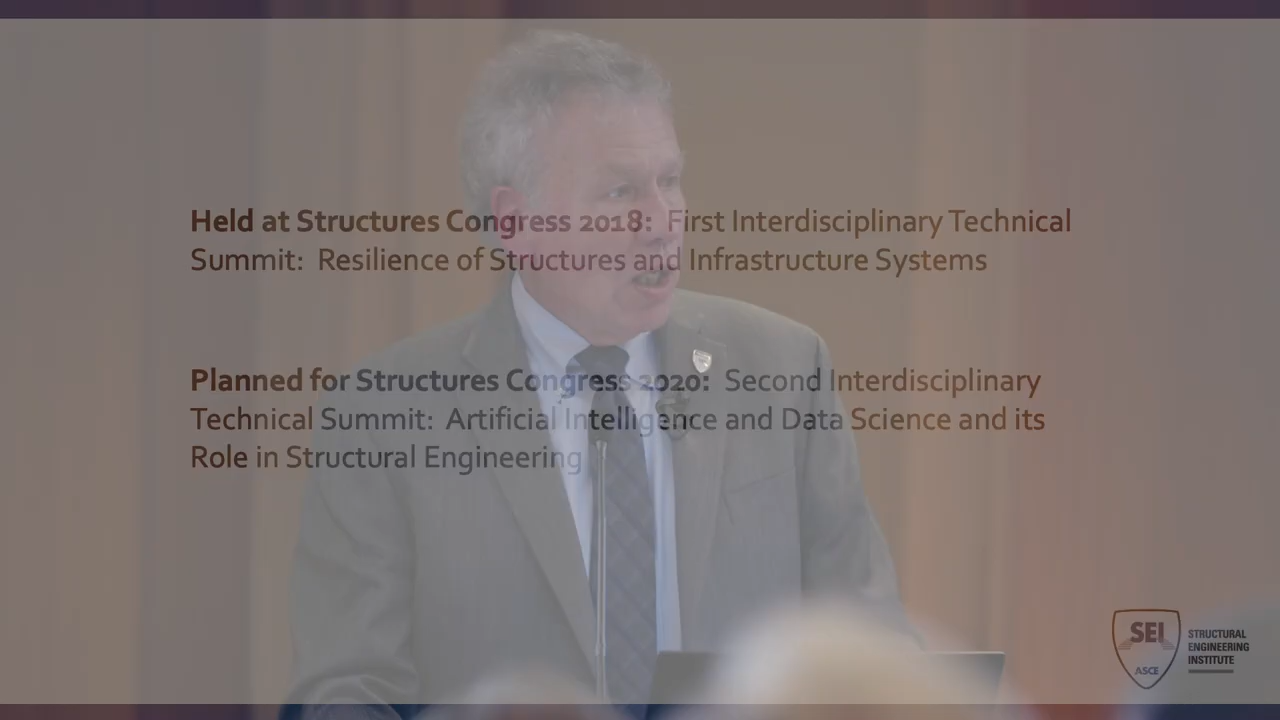 Held at Structures Congress 2018: First Interdisciplinary Technical
Summit: Resilience of Structures and Infrastructure Systems
Planned for Structures Congress 2020: Second Interdisciplinary
Technical Summit: Artificial Intelligence and Data Science and its
Role in Structural Engineering
SEI
ASCE
STRUCTURAL
ENGINEERING
INSTITUTE